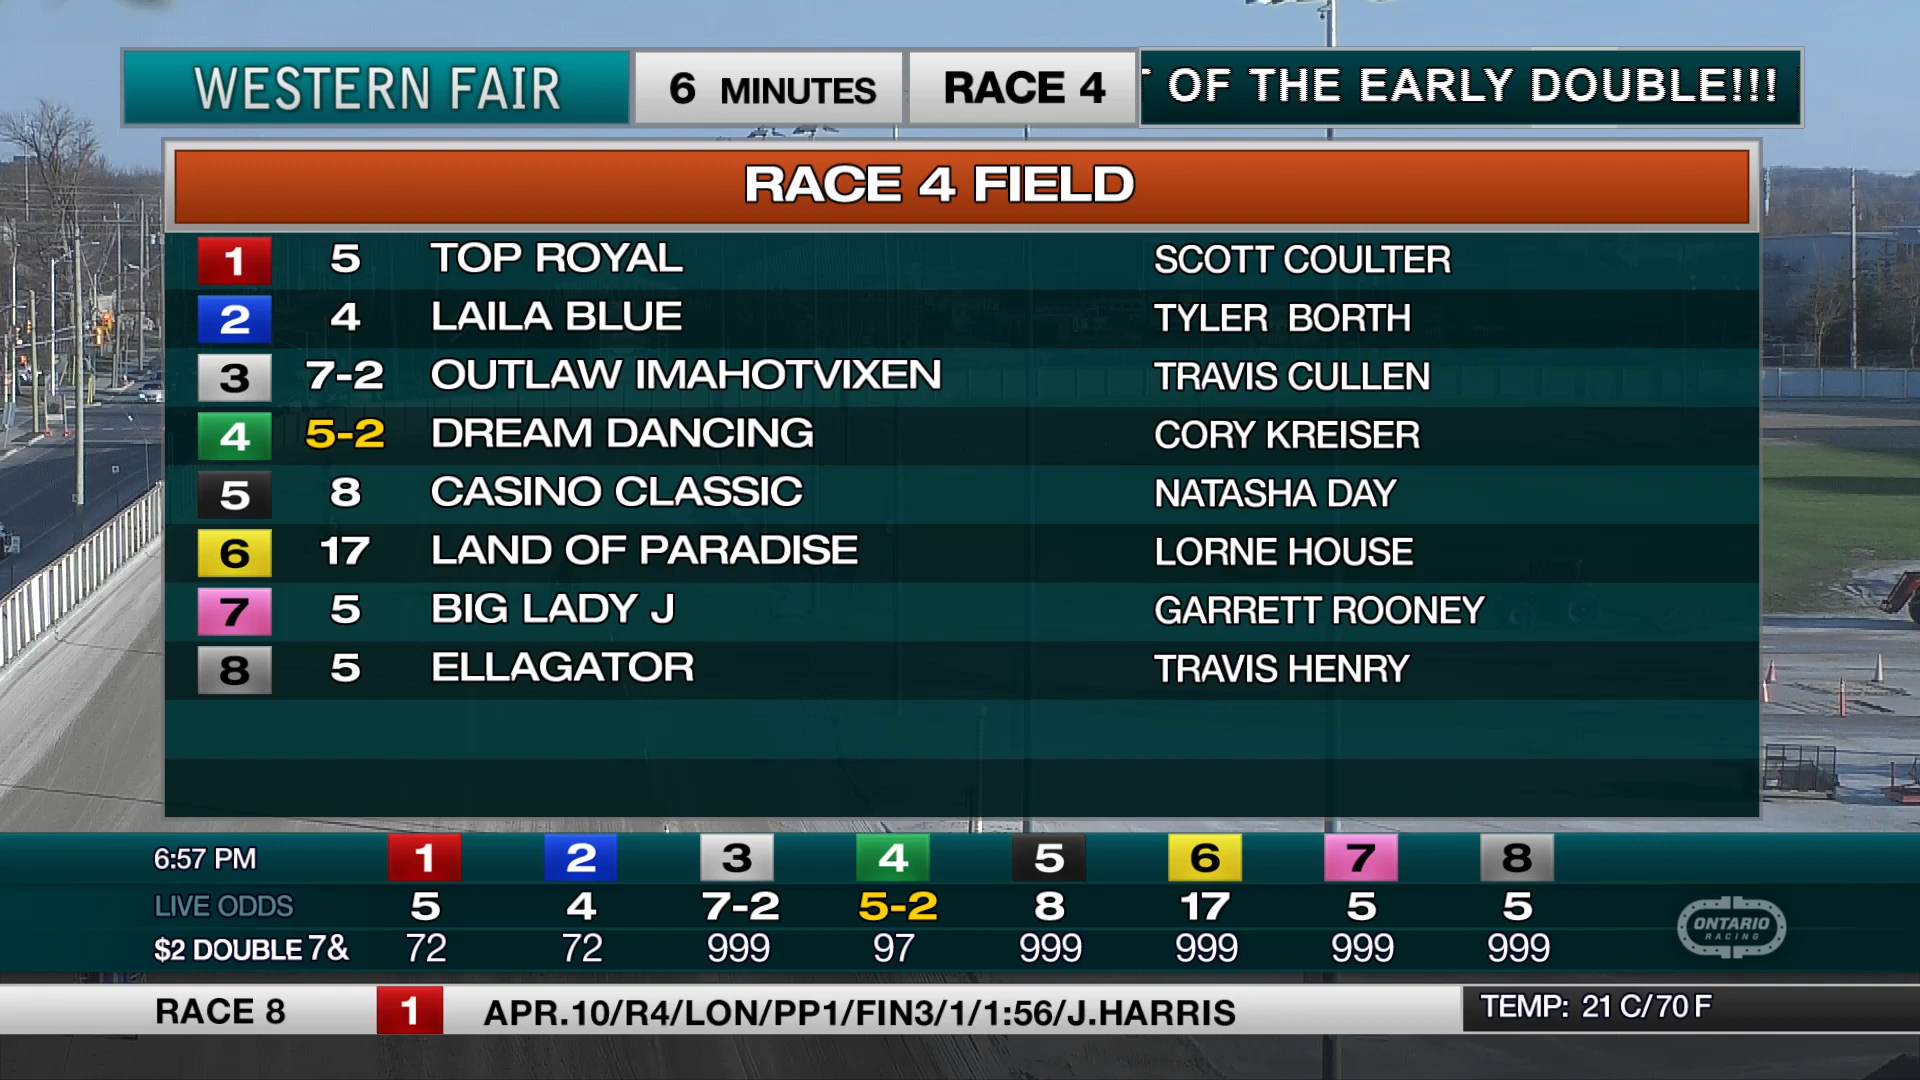 WESTERN FAIR 6 MINUTES RACE 4 OF THE EARLY DOUBLE!!!
RACE 4 FIELD
1 5 TOP ROYAL SCOTT COULTER
2 4 LAILA BLUE TYLER BORTH
3 7-2 OUTLAW IMAHOTVIXEN TRAVIS CULLEN
4 5-2 DREAM DANCING CORY KREISER
5 8 CASINO CLASSIC NATASHA DAY
6 17 LAND OF PARADISE LORNE HOUSE
7 5 BIG LADY J GARRETT ROONEY
8 5 ELLAGATOR TRAVIS HENRY
6:57 PM 1 2 3 4 5 6 7 8
LIVE ODDS 5 4 7-2 5-2 8 17 5 5
$2 DOUBLE 7& 72 72 999 97 999 999 999 999
ONTARIO
RACING
RACE 8 1 APR.10/R4/LON/PP1/FIN3/1/1:56/J.HARRIS TEMP: 21 C/70 F